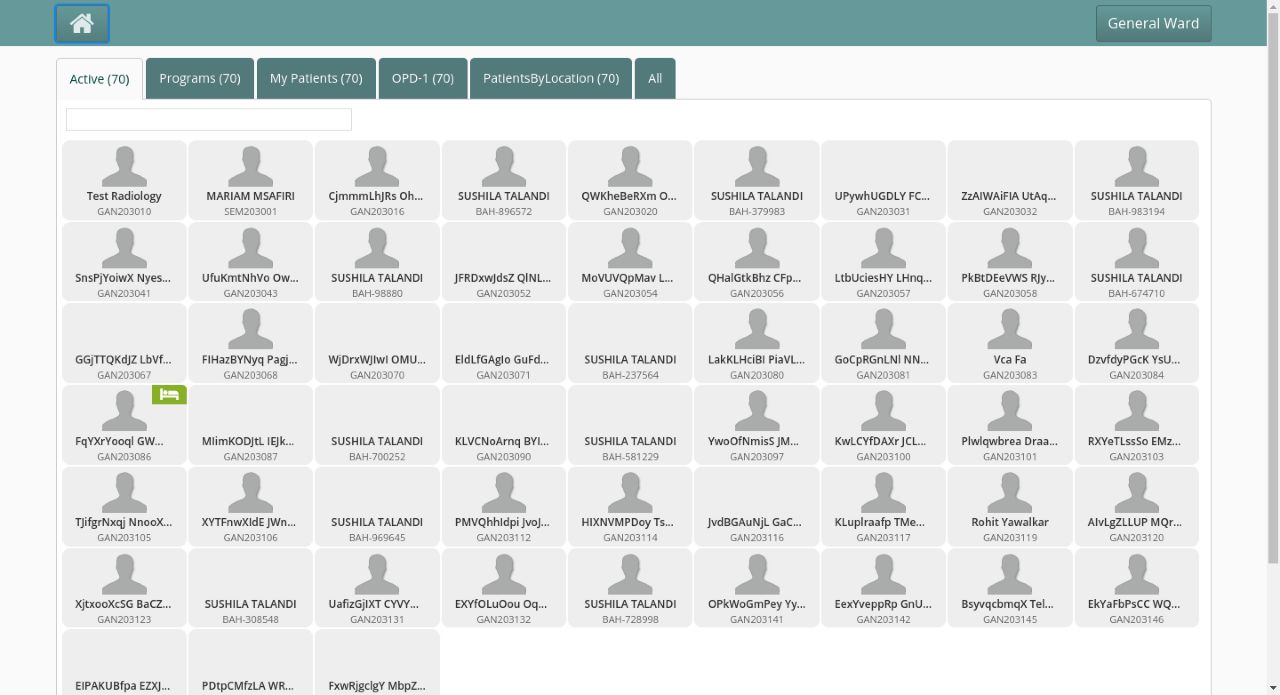 General Ward
Active (70)
Programs (70)
My Patients (70)
OPD-1 (70)
PatientsByLocation (70)
All
Test Radiology
GAN203010
MARIAM MSAFIRI
SEM203001
CjmmmLhJRs Oh...
GAN203016
SUSHILA TALANDI
BAH-896572
QWKheBeRXm O...
GAN203020
SUSHILA TALANDI
BAH-379983
UPywhUGDLY FC...
GAN203031
ZzAIWAiFIA UtAq...
GAN203032
SUSHILA TALANDI
BAH-983194
SnsPjYoiwX Nyes...
GAN203041
UfuKmtNhVo Ow...
GAN203043
SUSHILA TALANDI
BAH-98880
JFRDxwJdsZ QlNL...
GAN203052
MoVUVQpMav L...
GAN203054
QHalGtkBhz CFp...
GAN203056
LtbUciesHY LHnq...
GAN203057
PkBtDEeVWS RJy...
GAN203058
SUSHILA TALANDI
BAH-674710
GGjTTQKdJZ LbVf...
GAN203067
FIHazBYNyq Pagj...
GAN203068
WjDrxWJIwI OMU...
GAN203070
EldLfGAgIo GuFd...
GAN203071
SUSHILA TALANDI
BAH-237564
LakKLHciBI PiaVL...
GAN203080
GoCpRGnLNl NN...
GAN203081
Vca Fa
GAN203083
DzvfdyPGcK YsU...
GAN203084
FqYXrYooql GW...
GAN203086
MIimKODJtL IEJk...
GAN203087
SUSHILA TALANDI
BAH-700252
KLVCNoArnq BYI...
GAN203090
SUSHILA TALANDI
BAH-581229
YwoOfNmisS JM...
GAN203097
KwLCYfDAXr JCL...
GAN203100
Plwlqwbrea Draa...
GAN203101
RXYeTLssSo EMz...
GAN203103
TJifgrNxqj NnooX...
GAN203105
XYTFnwXIdE JWn...
GAN203106
SUSHILA TALANDI
BAH-969645
PMVQhhIdpi JvoJ...
GAN203112
HIXNVMPDoy Ts...
GAN203114
JvdBGAuNjL GaC...
GAN203116
KLuplraafp TMe...
GAN203117
Rohit Yawalkar
GAN203119
AIvLgZLLUP MQr...
GAN203120
XjtxooXcSG BaCZ...
GAN203123
SUSHILA TALANDI
BAH-308548
UafizGjIXT CYVY...
GAN203131
EXYfOLuOou Oq...
GAN203132
SUSHILA TALANDI
BAH-728998
OPkWoGmPey Yy...
GAN203141
EexYveppRp GnU...
GAN203142
BsyvqcbmqX Tel...
GAN203145
EkYaFbPsCC WQ...
GAN203146
EIPAKUBfpa EZXJ...
PDtpCMfzLA WR...
FxwRjgclgY MbpZ...